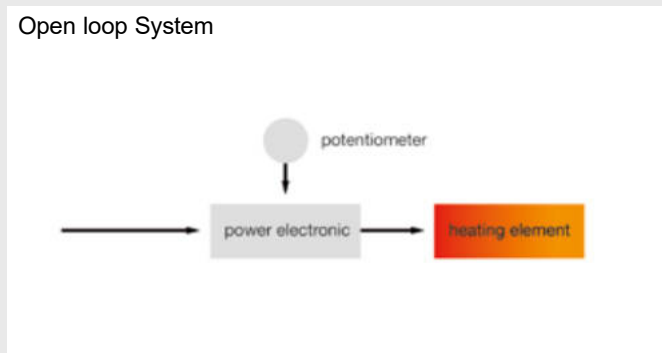 Open loop System
potentiometer
power electronic
heating element